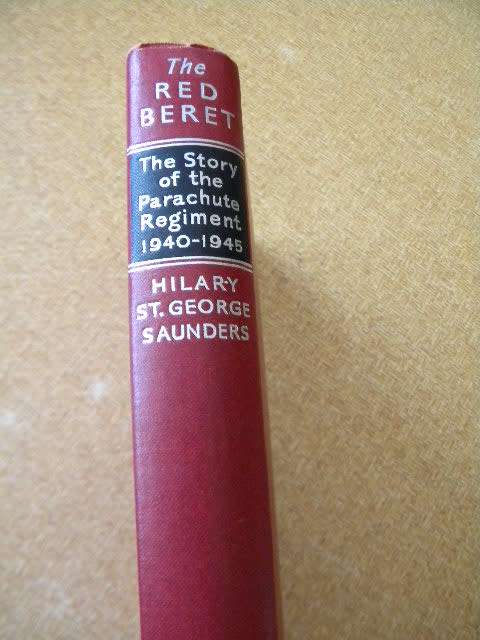 The
RED
BERET
The Story
of the
Parachute
Regiment
1940-1945
HILARY
ST. GEORGE
SAUNDERS